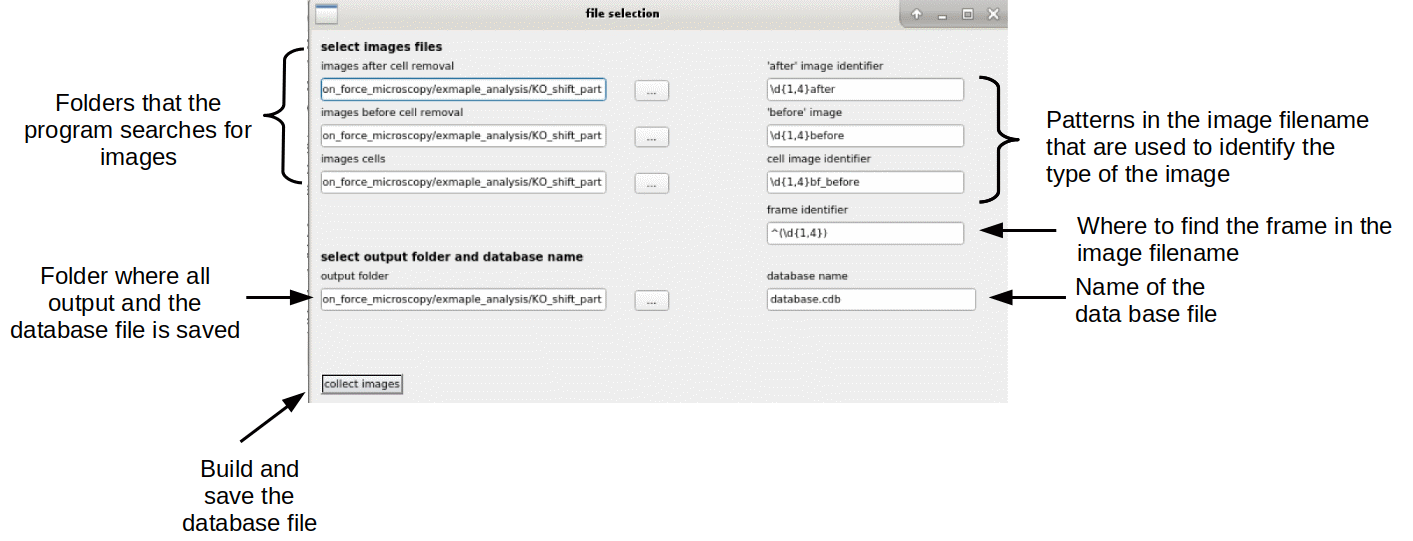 file selection
select images files
images after cell removal
'after' image identifier
on_force_microscopy/exmaple_analysis/KO_shift_part
...
\d{1,4}after
images before cell removal
'before' image
on_force_microscopy/exmaple_analysis/KO_shift_part
...
\d{1,4}before
images cells
cell image identifier
on_force_microscopy/exmaple_analysis/KO_shift_part
...
\d{1,4}bf_before
frame identifier
^(\d{1,4})
select output folder and database name
output folder
database name
on_force_microscopy/exmaple_analysis/KO_shift_part
...
database.cdb
collect images
Folders that the
program searches for
images
Patterns in the image filename
that are used to identify the
type of the image
Where to find the frame in the
image filename
Folder where all
output and the
database file is saved
Name of the
data base file
Build and
save the
database file